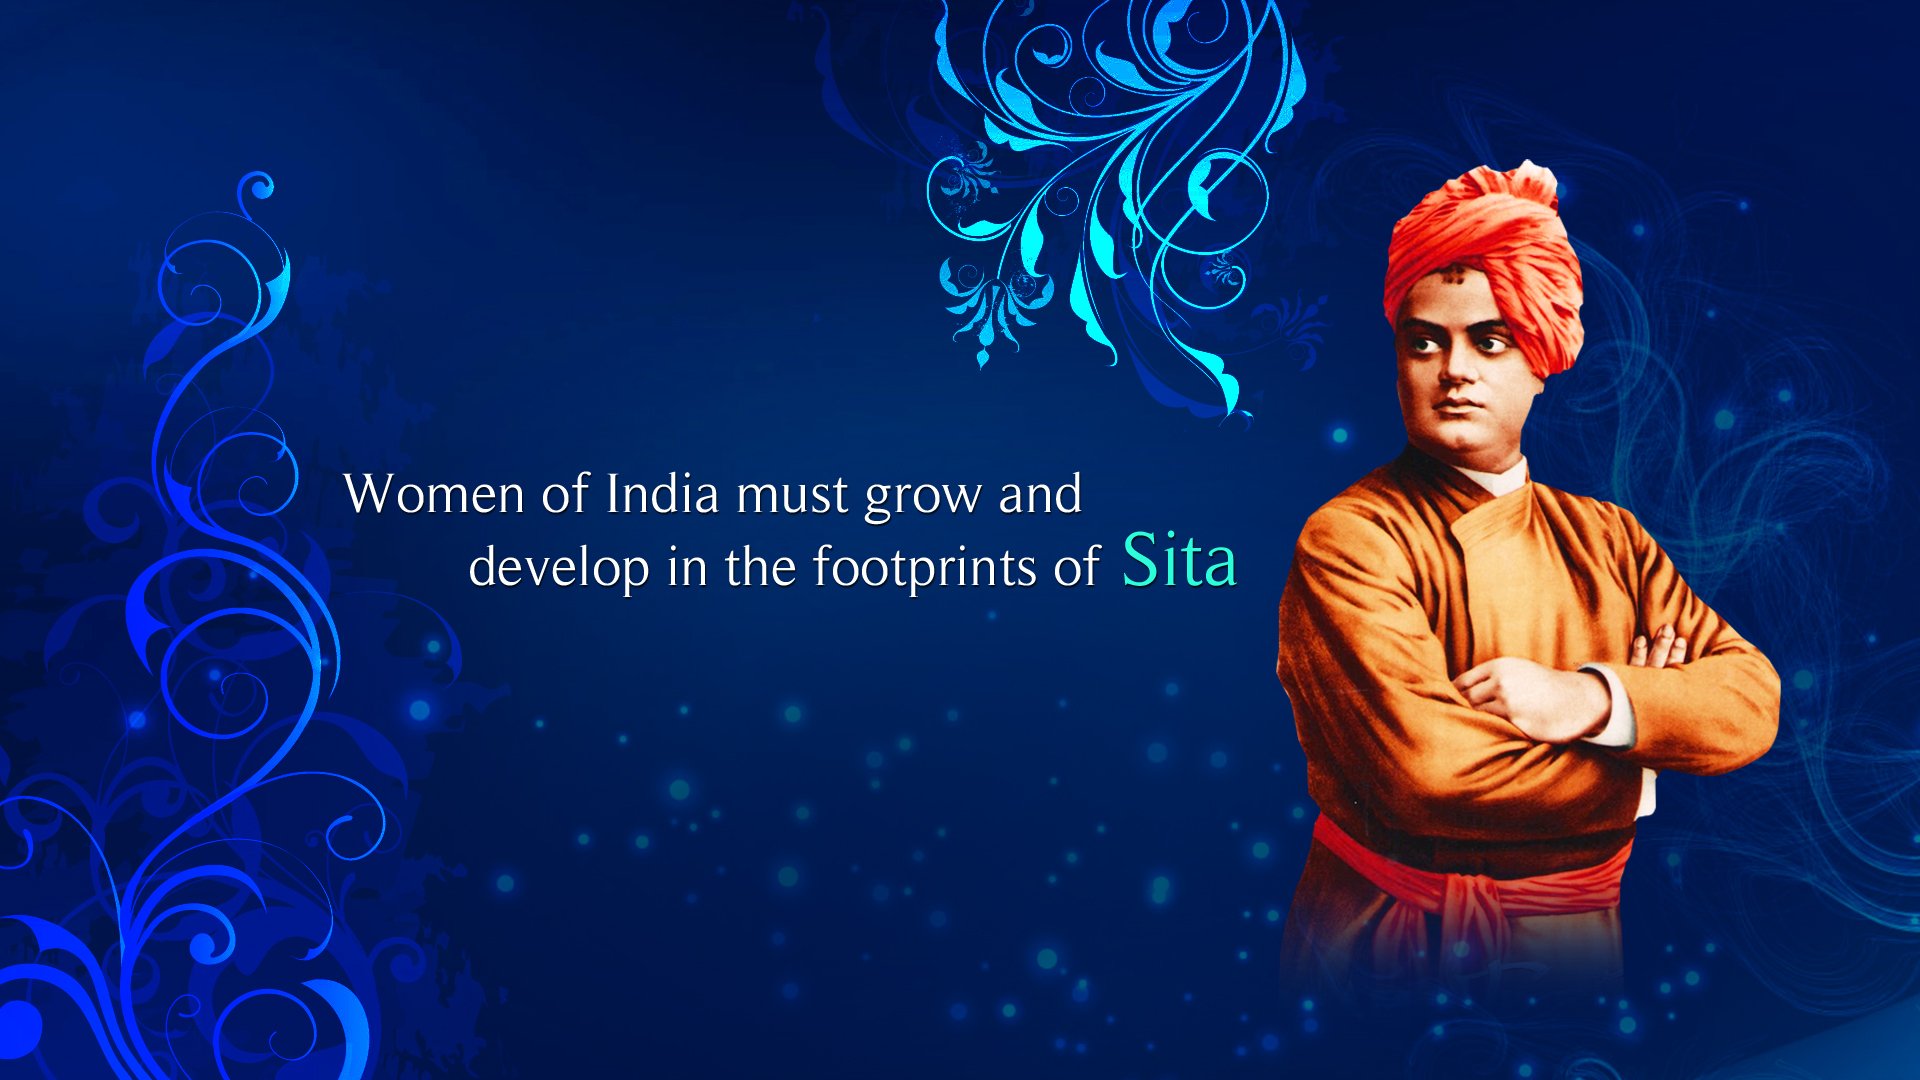 Women of India must grow and
develop in the footprints of Sita